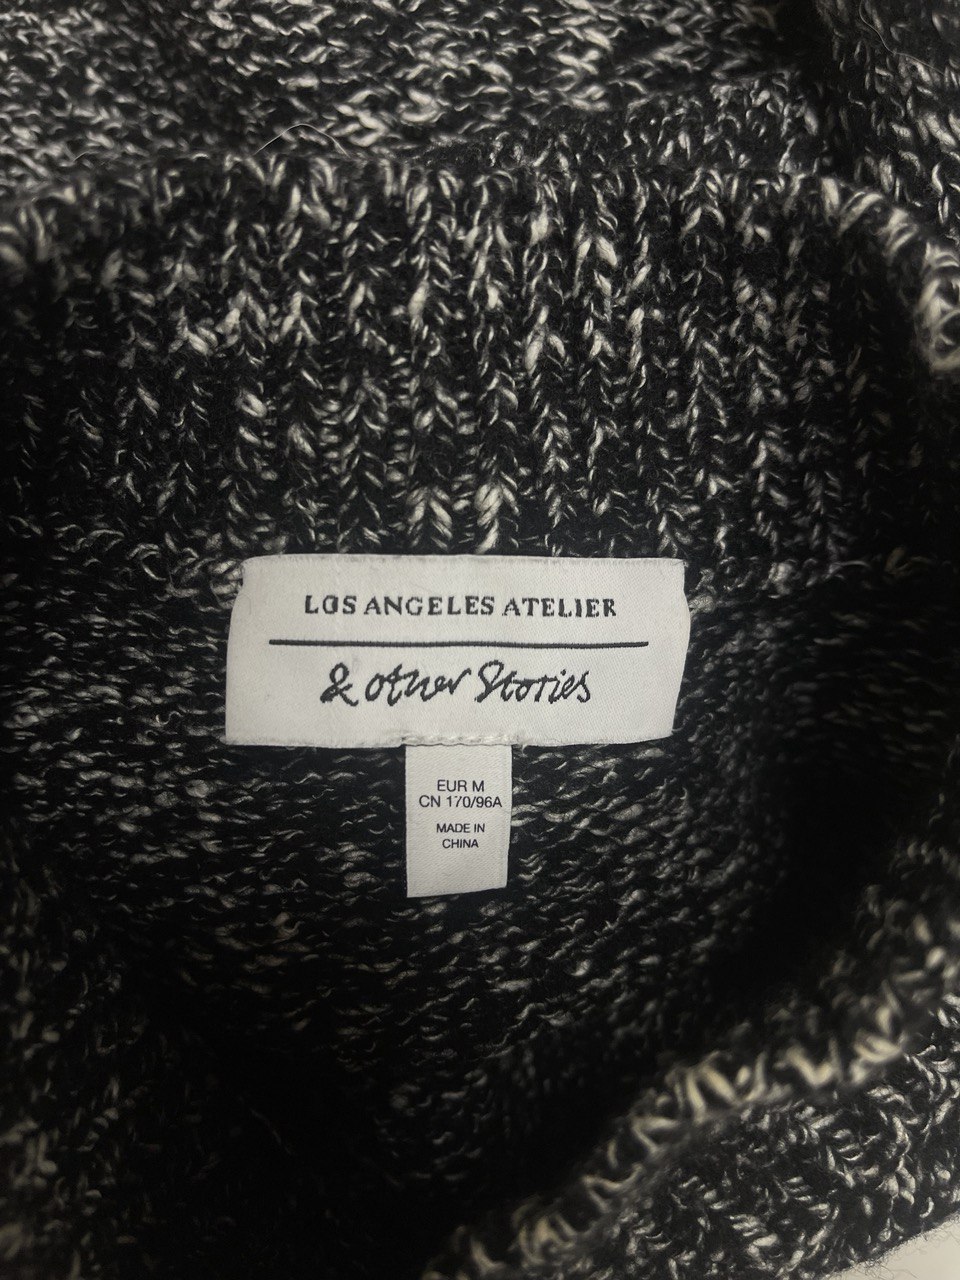 LOS ANGELES ATELIER
& other Stories
EUR M
CN 170/96A
MADE IN
CHINA